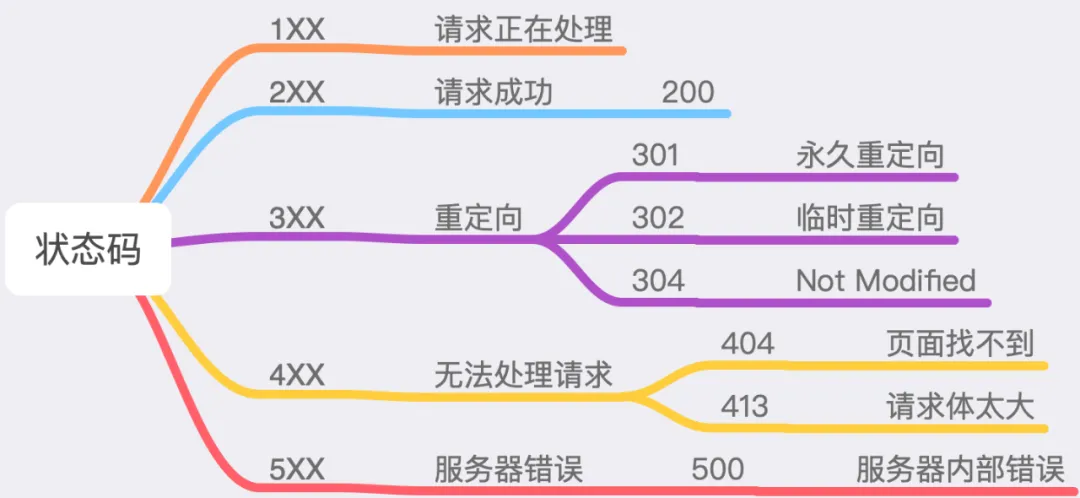 状态码
1XX 请求正在处理
2XX 请求成功 200
3XX 重定向
301 永久重定向
302 临时重定向
304 Not Modified
4XX 无法处理请求
404 页面找不到
413 请求体太大
5XX 服务器错误 500 服务器内部错误